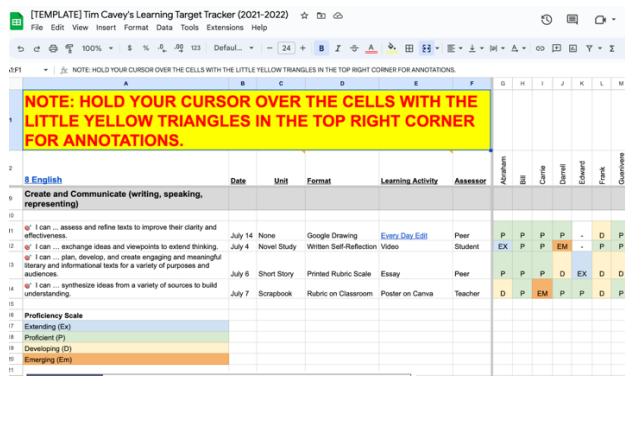 [TEMPLATE] Tim Cavey's Learning Target Tracker (2021-2022)
File Edit View Insert Format Data Tools Extensions Help
100% $ % .0 .00 123 Defaul... − 24 + B I S A
NOTE: HOLD YOUR CURSOR OVER THE CELLS WITH THE LITTLE YELLOW TRIANGLES IN THE TOP RIGHT CORNER FOR ANNOTATIONS.
A B C D E F G H I J K L M
NOTE: HOLD YOUR CURSOR OVER THE CELLS WITH THE
LITTLE YELLOW TRIANGLES IN THE TOP RIGHT CORNER
FOR ANNOTATIONS.
8 English Date Unit Format Learning Activity Assessor Abraham Bill Carrie Darrell Edward Frank Guenivere
Create and Communicate (writing, speaking,
representing)
I can ... assess and refine texts to improve their clarity and
effectiveness. July 14 None Google Drawing Every Day Edit Peer P P P P - D P
I can ... exchange ideas and viewpoints to extend thinking. July 4 Novel Study Written Self-Reflection Video Student EX P P EM - P P
I can ... plan, develop, and create engaging and meaningful
literary and informational texts for a variety of purposes and
audiences. July 6 Short Story Printed Rubric Scale Essay Peer P P P D EX D D
I can ... synthesize ideas from a variety of sources to build
understanding. July 7 Scrapbook Rubric on Classroom Poster on Canva Teacher D P EM P P D P
Proficiency Scale
Extending (Ex)
Proficient (P)
Developing (D)
Emerging (Em)